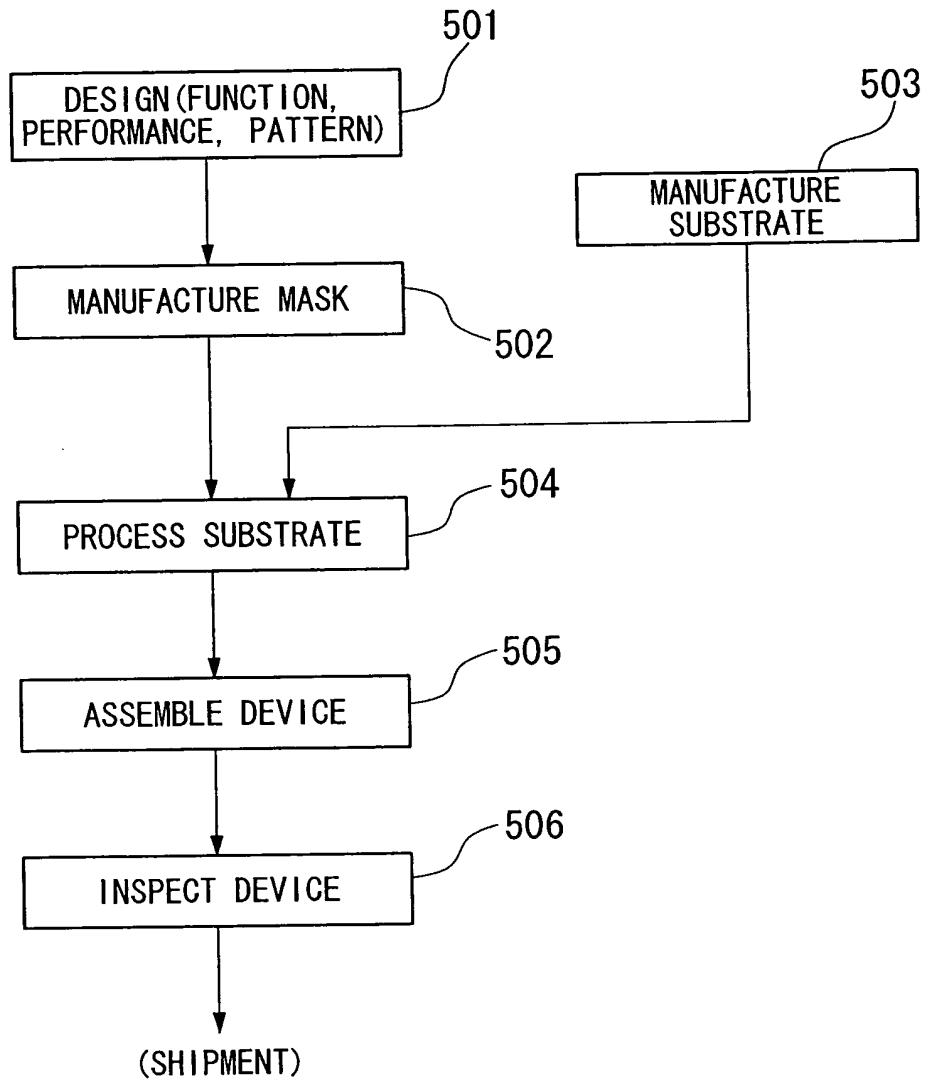 501
DESIGN(FUNCTION,
PERFORMANCE, PATTERN)
503
MANUFACTURE
SUBSTRATE
MANUFACTURE MASK
502
504
PROCESS SUBSTRATE
505
ASSEMBLE DEVICE
506
INSPECT DEVICE
(SHIPMENT)